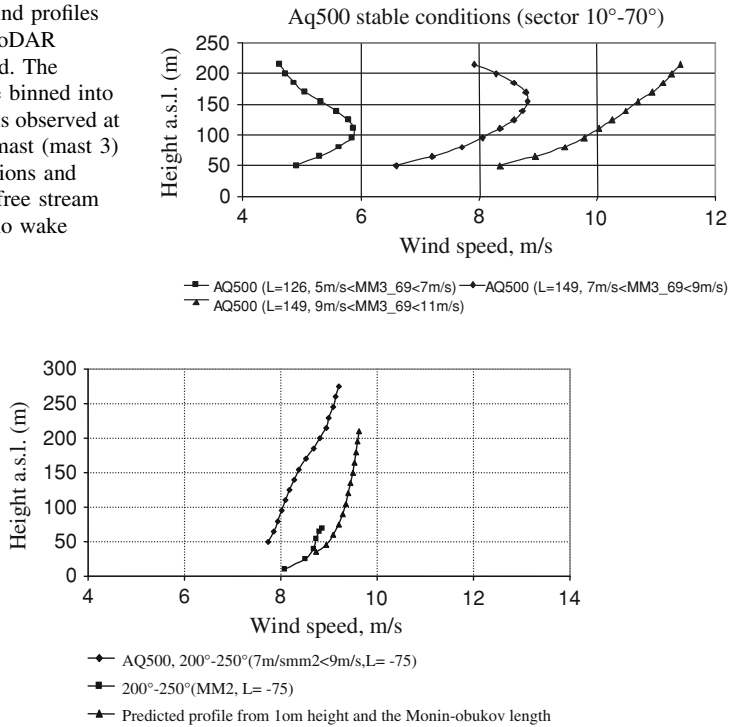 ind profiles
oDAR
d. The
e binned into
s observed at
mast (mast 3)
ions and
free stream
o wake
Aq500 stable conditions (sector 10°-70°)
Height a.s.l. (m)
250
200
150
100
50
0
4 6 8 10 12
Wind speed, m/s
AQ500 (L=126, 5m/s<MM3_69<7m/s) AQ500 (L=149, 7m/s<MM3_69<9m/s)
AQ500 (L=149, 9m/s<MM3_69<11m/s)
Height a.s.l. (m)
300
250
200
150
100
50
0
4 6 8 10 12 14
Wind speed, m/s
AQ500, 200°-250°(7m/smm2<9m/s,L= -75)
200°-250°(MM2, L= -75)
Predicted profile from 1om height and the Monin-obukov length